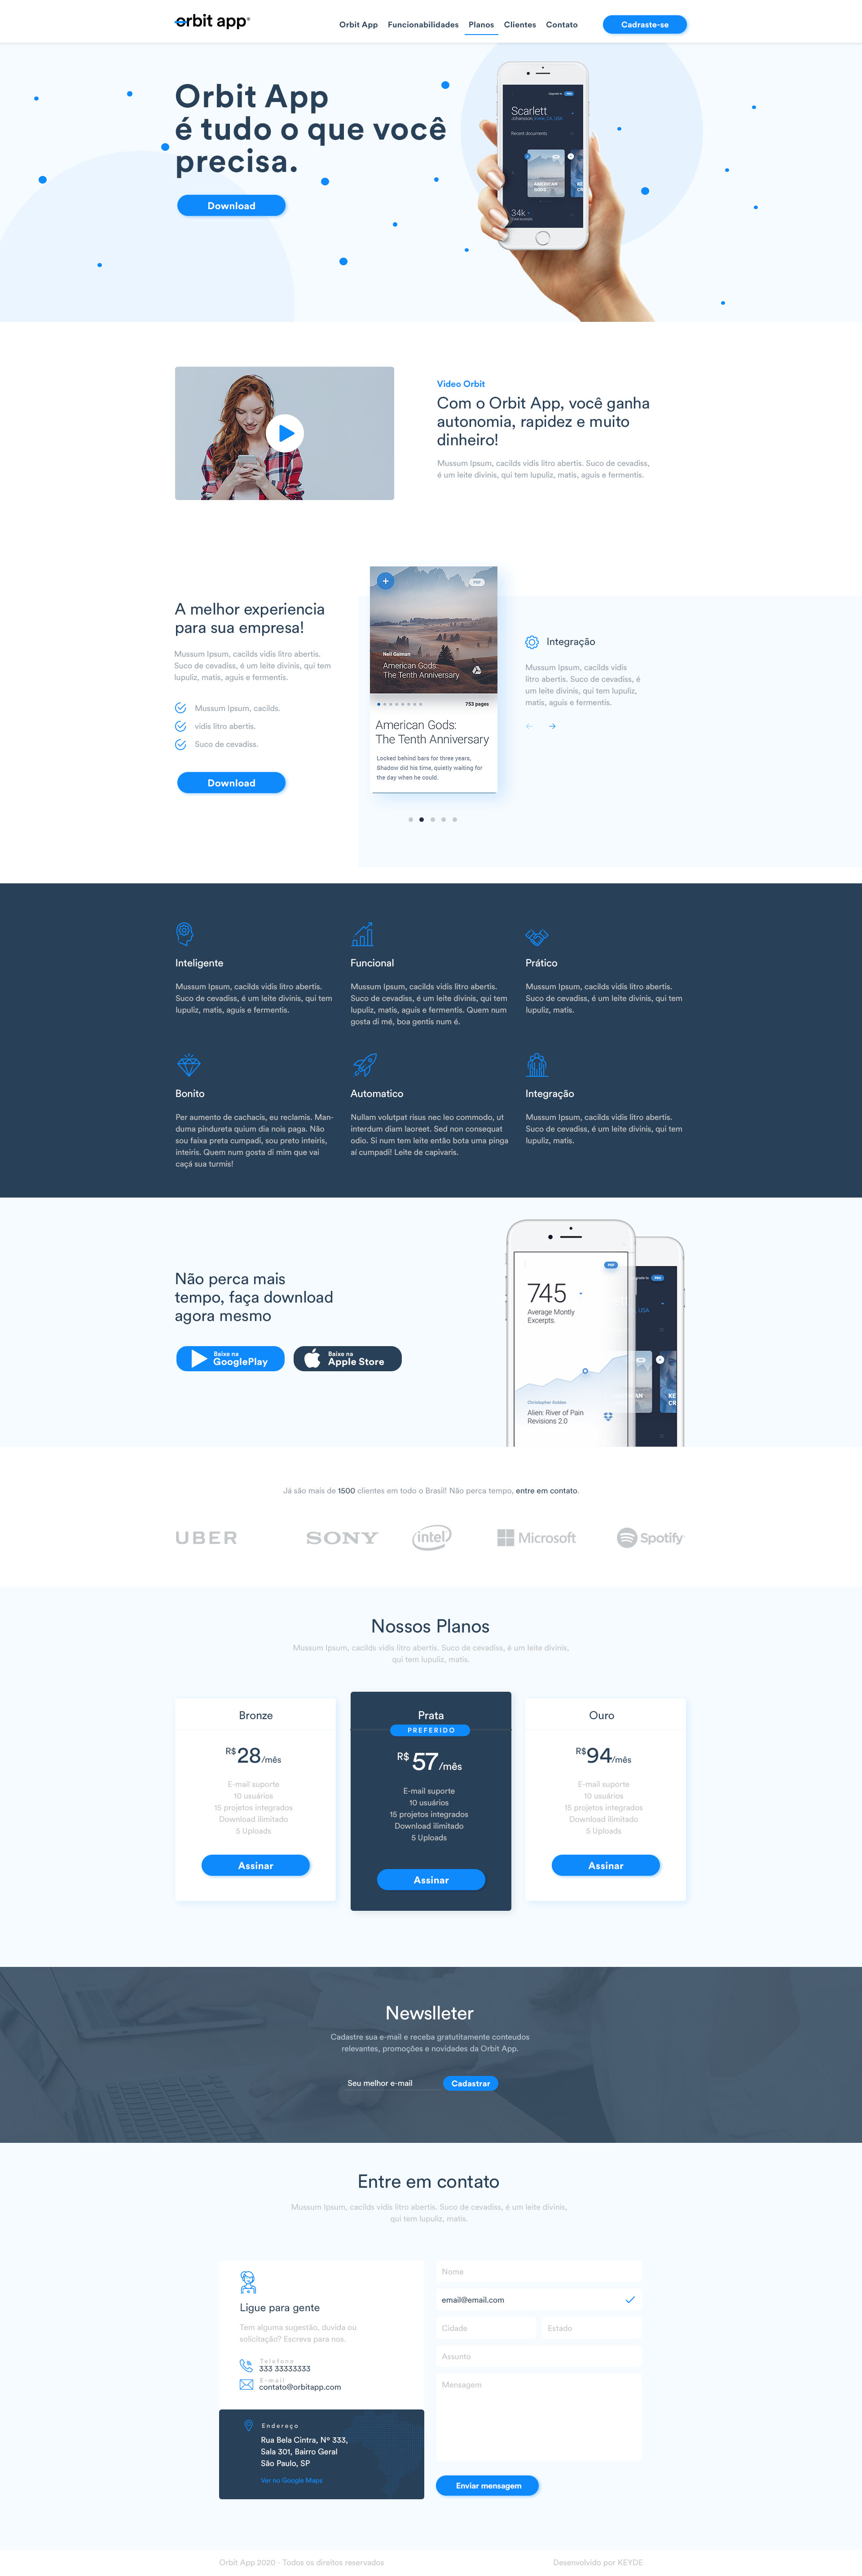 orbit app®
Orbit App
Funcionabilidades
Planos
Clientes
Contato
Cadraste-se
Orbit App
é tudo o que você
precisa.
Download
Upgrade to PRO
Scarlett
Johansson, Irvine, CA, USA
Recent documents
AMERICAN
GODS
34k
Video Orbit
Com o Orbit App, você ganha
autonomia, rapidez e muito
dinheiro!
Mussum Ipsum, cacilds vidis litro abertis. Suco de cevadiss,
é um leite divinis, qui tem lupuliz, matis, aguis e fermentis.
A melhor experiencia
para sua empresa!
Mussum Ipsum, cacilds vidis litro abertis.
Suco de cevadiss, é um leite divinis, qui tem
lupuliz, matis, aguis e fermentis.
Mussum Ipsum, cacilds.
vidis litro abertis.
Suco de cevadiss.
Download
PDF
Neil Gaiman
American Gods:
The Tenth Anniversary
753 pages
American Gods:
The Tenth Anniversary
Locked behind bars for three years,
Shadow did his time, quietly waiting for
the day when he could.
Integração
Mussum Ipsum, cacilds vidis
litro abertis. Suco de cevadiss, é
um leite divinis, qui tem lupuliz,
matis, aguis e fermentis.
Inteligente
Mussum Ipsum, cacilds vidis litro abertis.
Suco de cevadiss, é um leite divinis, qui tem
lupuliz, matis, aguis e fermentis.
Funcional
Mussum Ipsum, cacilds vidis litro abertis.
Suco de cevadiss, é um leite divinis, qui tem
lupuliz, matis, aguis e fermentis. Quem num
gosta di mé, boa gentis num é.
Prático
Mussum Ipsum, cacilds vidis litro abertis.
Suco de cevadiss, é um leite divinis, qui tem
lupuliz, matis.
Bonito
Per aumento de cachacis, eu reclamis. Man-
duma pindureta quium dia nois paga. Não
sou faixa preta cumpadi, sou preto inteiris,
inteiris. Quem num gosta di mim que vai
caçá sua turmis!
Automatico
Nullam volutpat risus nec leo commodo, ut
interdum diam laoreet. Sed non consequat
odio. Si num tem leite então bota uma pinga
aí cumpadi! Leite de capivaris.
Integração
Mussum Ipsum, cacilds vidis litro abertis.
Suco de cevadiss, é um leite divinis, qui tem
lupuliz, matis.
Não perca mais
tempo, faça download
agora mesmo
Baixe na
GooglePlay
Baixe na
Apple Store
PDF
745
Average Montly
Excerpts.
Christopher Golden
Alien: River of Pain
Revisions 2.0
PRO
USA
Já são mais de 1500 clientes em todo o Brasil! Não perca tempo, entre em contato.
UBER
SONY
intel
Microsoft
Spotify
Nossos Planos
Mussum Ipsum, cacilds vidis litro abertis. Suco de cevadiss, é um leite divinis,
qui tem lupuliz, matis.
Bronze
R$28/mês
E-mail suporte
10 usuários
15 projetos integrados
Download ilimitado
5 Uploads
Assinar
Prata
PREFERIDO
R$57/mês
E-mail suporte
10 usuários
15 projetos integrados
Download ilimitado
5 Uploads
Assinar
Ouro
R$94/mês
E-mail suporte
10 usuários
15 projetos integrados
Download ilimitado
5 Uploads
Assinar
Newslleter
Cadastre sua e-mail e receba gratutitamente conteudos
relevantes, promoções e novidades da Orbit App.
Seu melhor e-mail
Cadastrar
Entre em contato
Mussum Ipsum, cacilds vidis litro abertis. Suco de cevadiss, é um leite divinis,
qui tem lupuliz, matis.
Ligue para gente
Tem alguma sugestão, duvida ou
solicitação? Escreva para nos.
Telefone
333 33333333
E-mail
contato@orbitapp.com
Endereço
Rua Bela Cintra, Nº 333,
Sala 301, Bairro Geral
São Paulo, SP
Ver no Google Maps
Nome
email@email.com
Cidade
Estado
Assunto
Mensagem
Enviar mensagem
Orbit App 2020 - Todos os direitos reservados
Desenvolvido por KEYDE